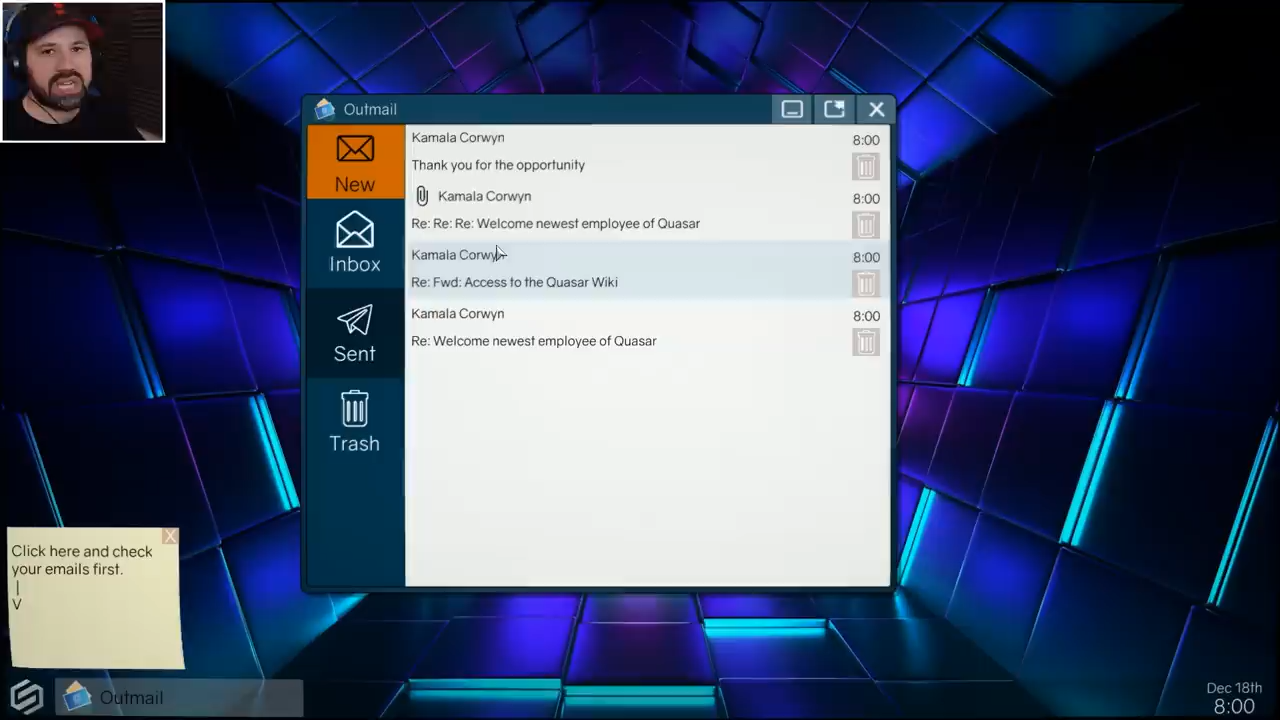 Outmail
New
Inbox
Sent
Trash
Kamala Corwyn
8:00
Thank you for the opportunity
Kamala Corwyn
8:00
Re: Re: Re: Welcome newest employee of Quasar
Kamala Corwyn
8:00
Re: Fwd: Access to the Quasar Wiki
Kamala Corwyn
8:00
Re: Welcome newest employee of Quasar
X
Click here and check
your emails first.
|
V
Outmail
Dec 18th
8:00